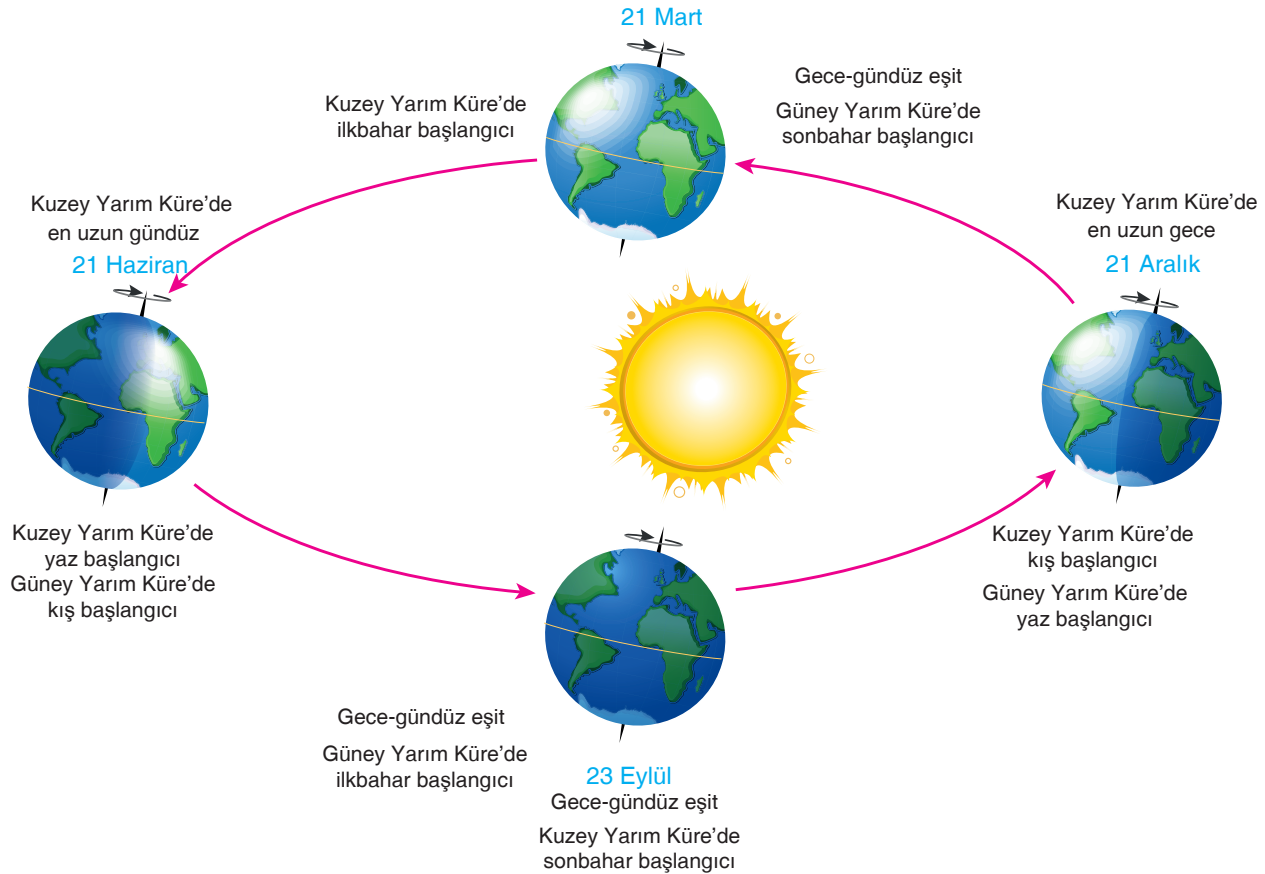 21 Mart
Kuzey Yarım Küre’de
ilkbahar başlangıcı
Gece-gündüz eşit
Güney Yarım Küre’de
sonbahar başlangıcı
Kuzey Yarım Küre’de
en uzun gündüz
21 Haziran
Kuzey Yarım Küre’de
en uzun gece
21 Aralık
Kuzey Yarım Küre’de
yaz başlangıcı
Güney Yarım Küre’de
kış başlangıcı
Kuzey Yarım Küre’de
kış başlangıcı
Güney Yarım Küre’de
yaz başlangıcı
Gece-gündüz eşit
Güney Yarım Küre’de
ilkbahar başlangıcı
23 Eylül
Gece-gündüz eşit
Kuzey Yarım Küre’de
sonbahar başlangıcı